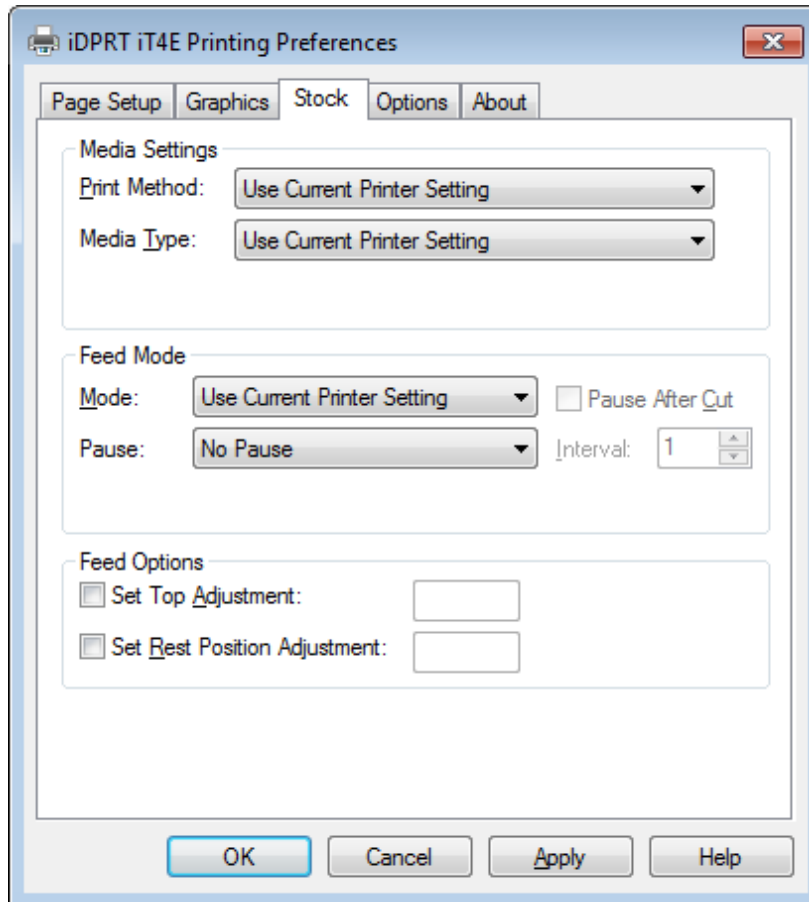 iDPRT iT4E Printing Preferences
Page Setup Graphics Stock Options About
Media Settings
Print Method: Use Current Printer Setting
Media Type: Use Current Printer Setting
Feed Mode
Mode: Use Current Printer Setting Pause After Cut
Pause: No Pause Interval: 1
Feed Options
Set Top Adjustment:
Set Rest Position Adjustment:
OK Cancel Apply Help